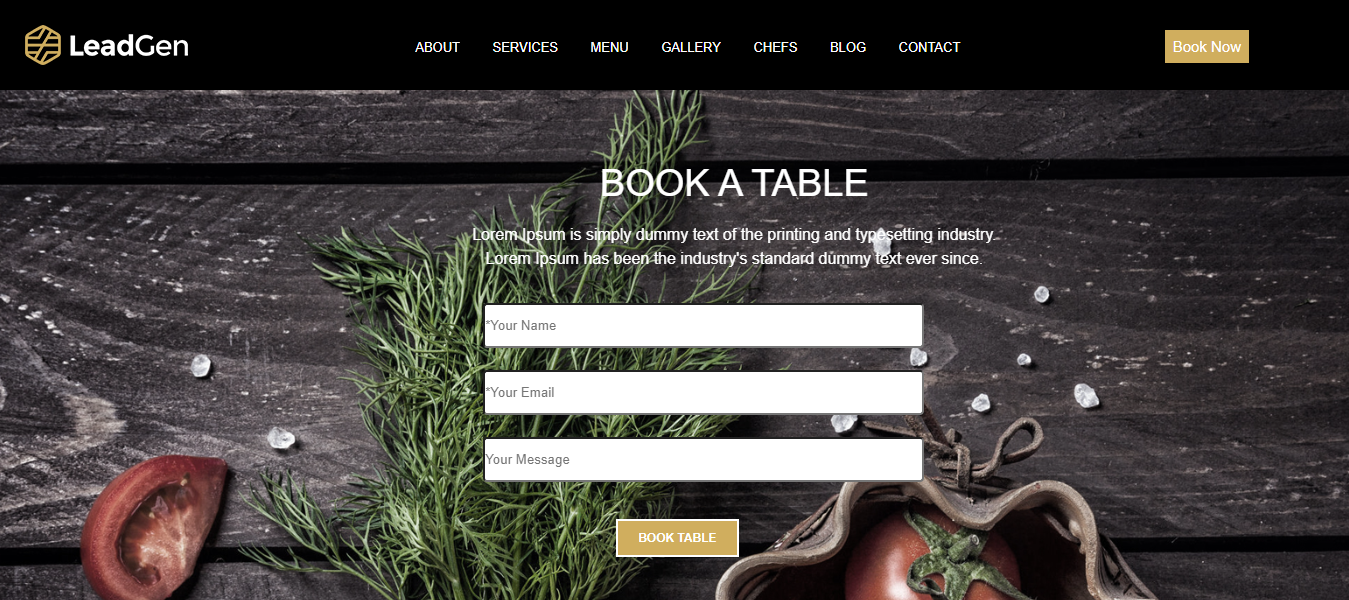 LeadGen
ABOUT SERVICES MENU GALLERY CHEFS BLOG CONTACT
Book Now
BOOK A TABLE
Lorem Ipsum is simply dummy text of the printing and typesetting industry.
Lorem Ipsum has been the industry's standard dummy text ever since.
*Your Name
*Your Email
Your Message
BOOK TABLE